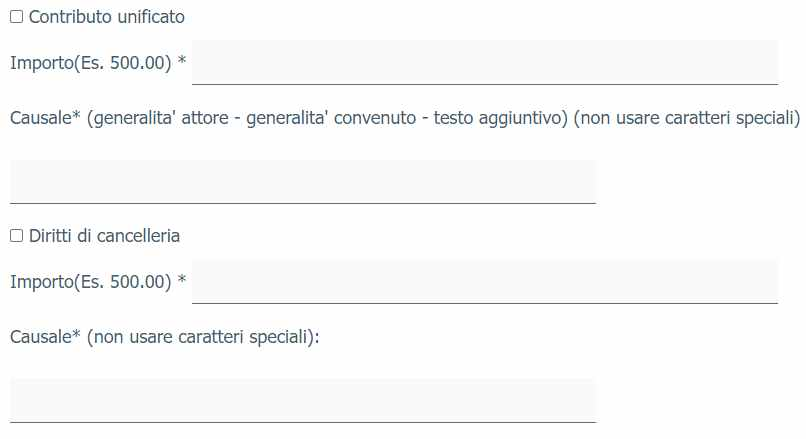 Contributo unificato
Importo(Es. 500.00) *
Causale* (generalita' attore - generalita' convenuto - testo aggiuntivo) (non usare caratteri speciali)
Diritti di cancelleria
Importo(Es. 500.00) *
Causale* (non usare caratteri speciali):